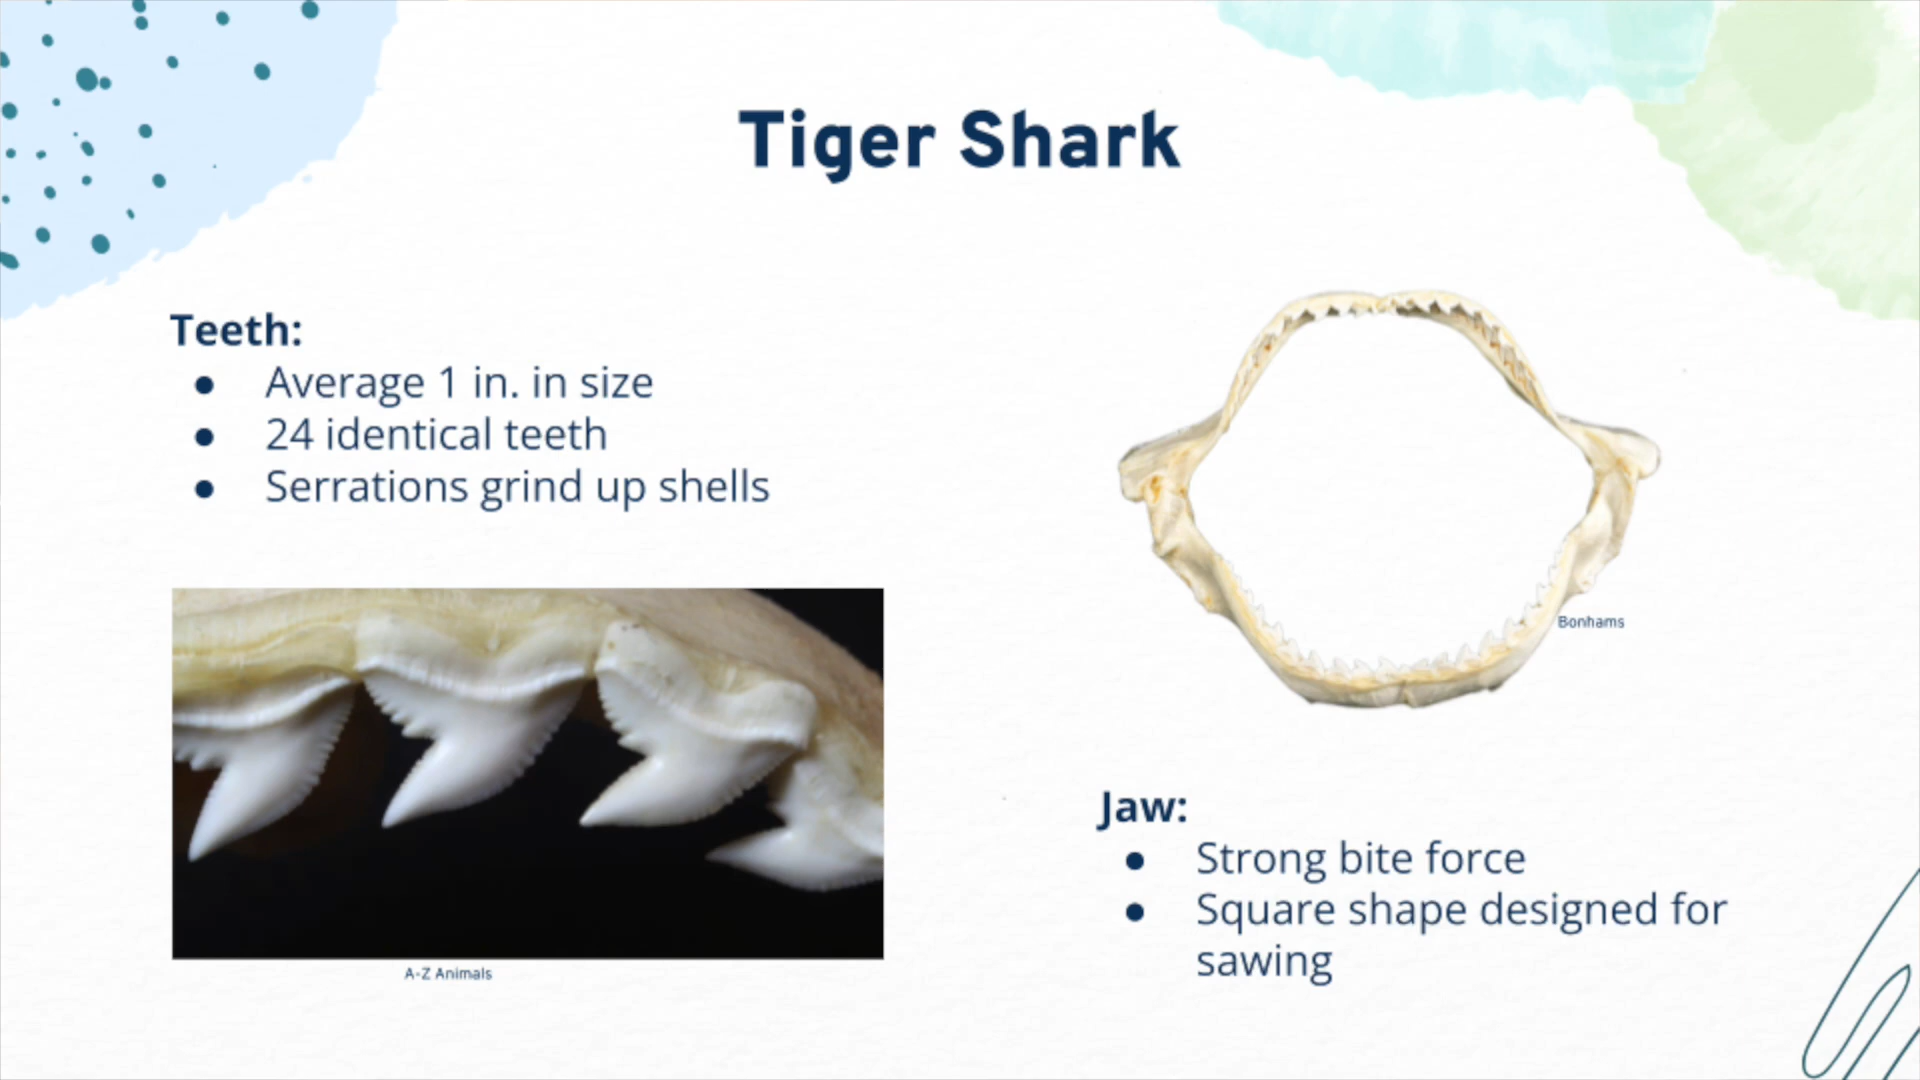 Tiger Shark
Teeth:
● Average 1 in. in size
● 24 identical teeth
● Serrations grind up shells
A-Z Animals
Bonhams
Jaw:
● Strong bite force
● Square shape designed for
sawing